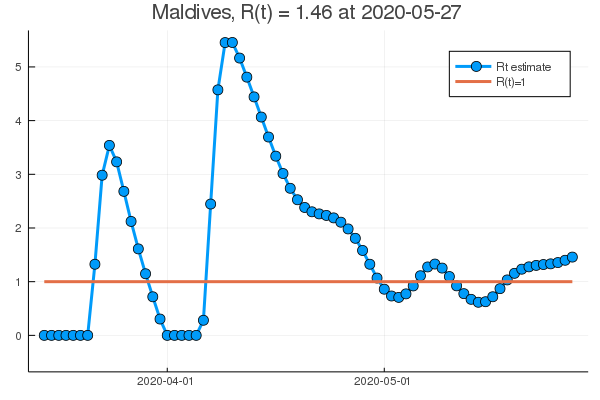 Maldives, R(t) = 1.46 at 2020-05-27
Rt estimate
R(t)=1
5
4
3
2
1
0
2020-04-01
2020-05-01